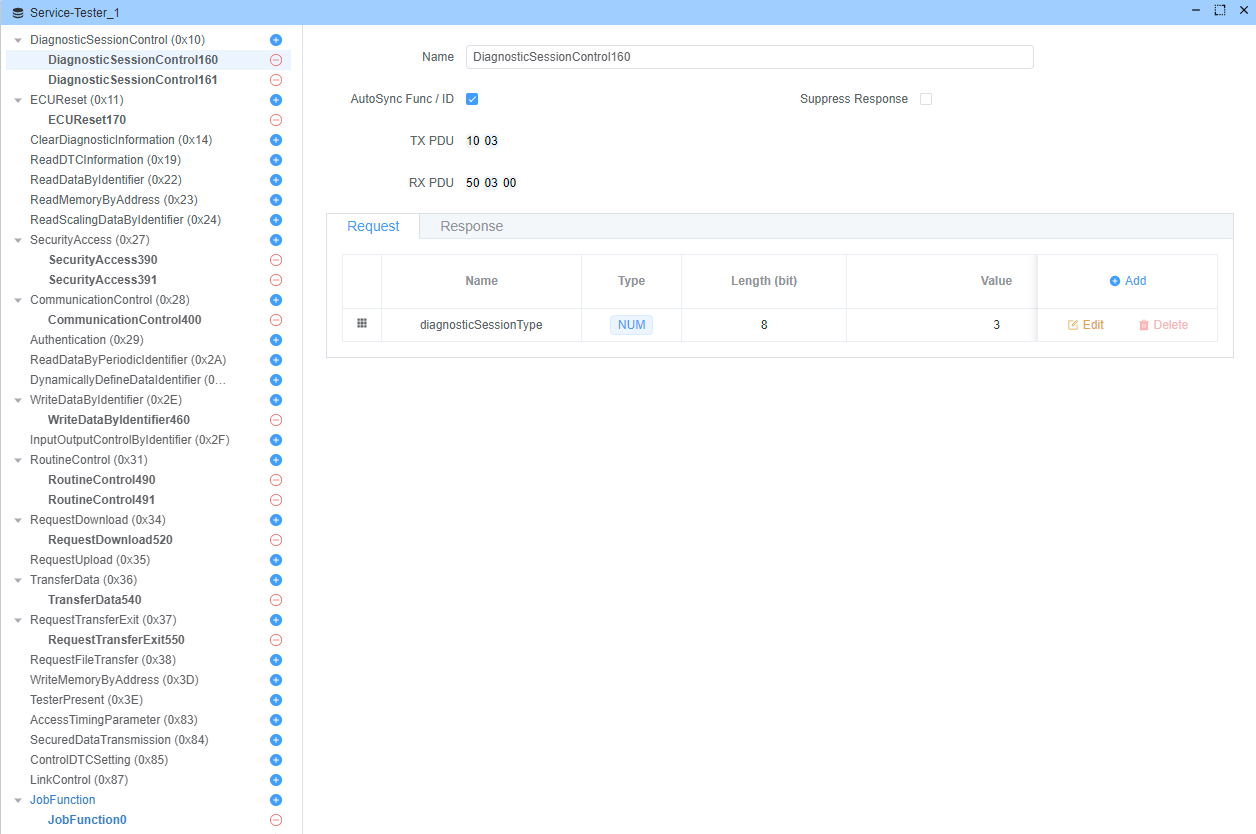 Service-Tester_1
DiagnosticSessionControl (0x10)
DiagnosticSessionControl160
DiagnosticSessionControl161
ECUReset (0x11)
ECUReset170
ClearDiagnosticInformation (0x14)
ReadDTCInformation (0x19)
ReadDataByIdentifier (0x22)
ReadMemoryByAddress (0x23)
ReadScalingDataByIdentifier (0x24)
SecurityAccess (0x27)
SecurityAccess390
SecurityAccess391
CommunicationControl (0x28)
CommunicationControl400
Authentication (0x29)
ReadDataByPeriodicIdentifier (0x2A)
DynamicallyDefineDataIdentifier (0...
WriteDataByIdentifier (0x2E)
WriteDataByIdentifier460
InputOutputControlByIdentifier (0x2F)
RoutineControl (0x31)
RoutineControl490
RoutineControl491
RequestDownload (0x34)
RequestDownload520
RequestUpload (0x35)
TransferData (0x36)
TransferData540
RequestTransferExit (0x37)
RequestTransferExit550
RequestFileTransfer (0x38)
WriteMemoryByAddress (0x3D)
TesterPresent (0x3E)
AccessTimingParameter (0x83)
SecuredDataTransmission (0x84)
ControlDTCSetting (0x85)
LinkControl (0x87)
JobFunction
JobFunction0
Name DiagnosticSessionControl160
AutoSync Func / ID Suppress Response
TX PDU 10 03
RX PDU 50 03 00
Request Response
Name Type Length (bit) Value Add
diagnosticSessionType NUM 8 3 Edit Delete